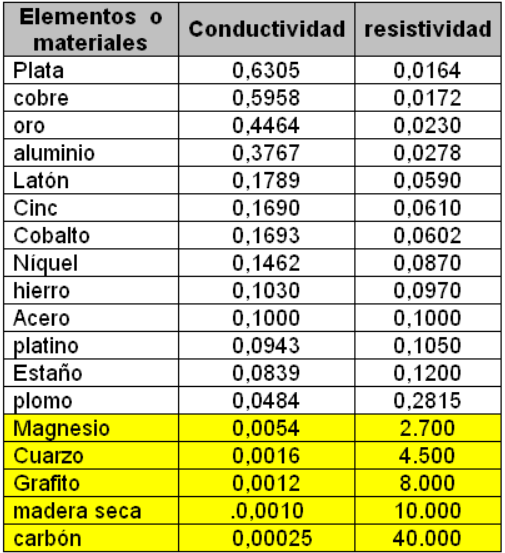 Elementos o materiales Conductividad resistividad
Plata 0,6305 0,0164
cobre 0,5958 0,0172
oro 0,4464 0,0230
aluminio 0,3767 0,0278
Latón 0,1789 0,0590
Cinc 0,1690 0,0610
Cobalto 0,1693 0,0602
Níquel 0,1462 0,0870
hierro 0,1030 0,0970
Acero 0,1000 0,1000
platino 0,0943 0,1050
Estaño 0,0839 0,1200
plomo 0,0484 0,2815
Magnesio 0,0054 2.700
Cuarzo 0,0016 4.500
Grafito 0,0012 8.000
madera seca .0,0010 10.000
carbón 0,00025 40.000